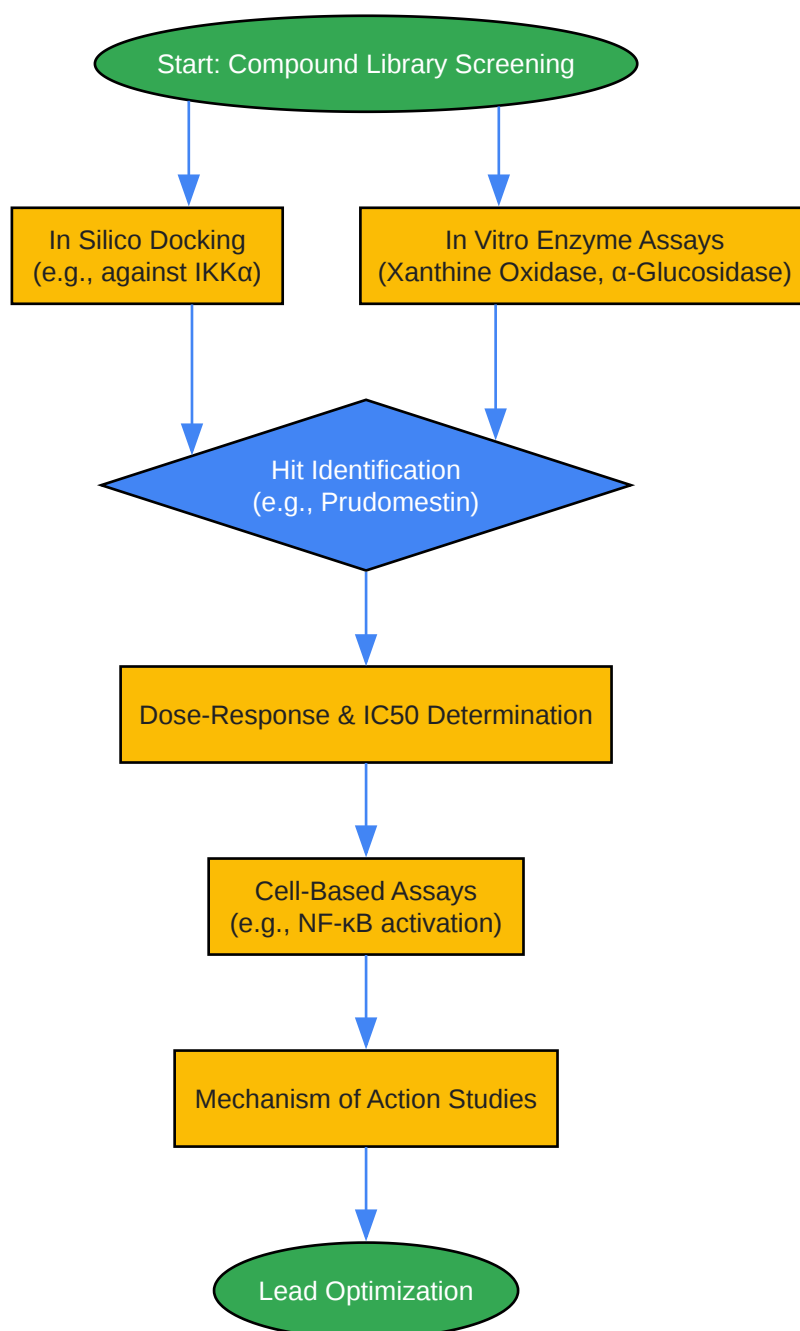 Start: Compound Library Screening
In Silico Docking
(e.g., against IKKα)
In Vitro Enzyme Assays
(Xanthine Oxidase, α-Glucosidase)
Hit Identification
(e.g., Prudomestin)
Dose-Response & IC50 Determination
Cell-Based Assays
(e.g., NF-κB activation)
Mechanism of Action Studies
Lead Optimization